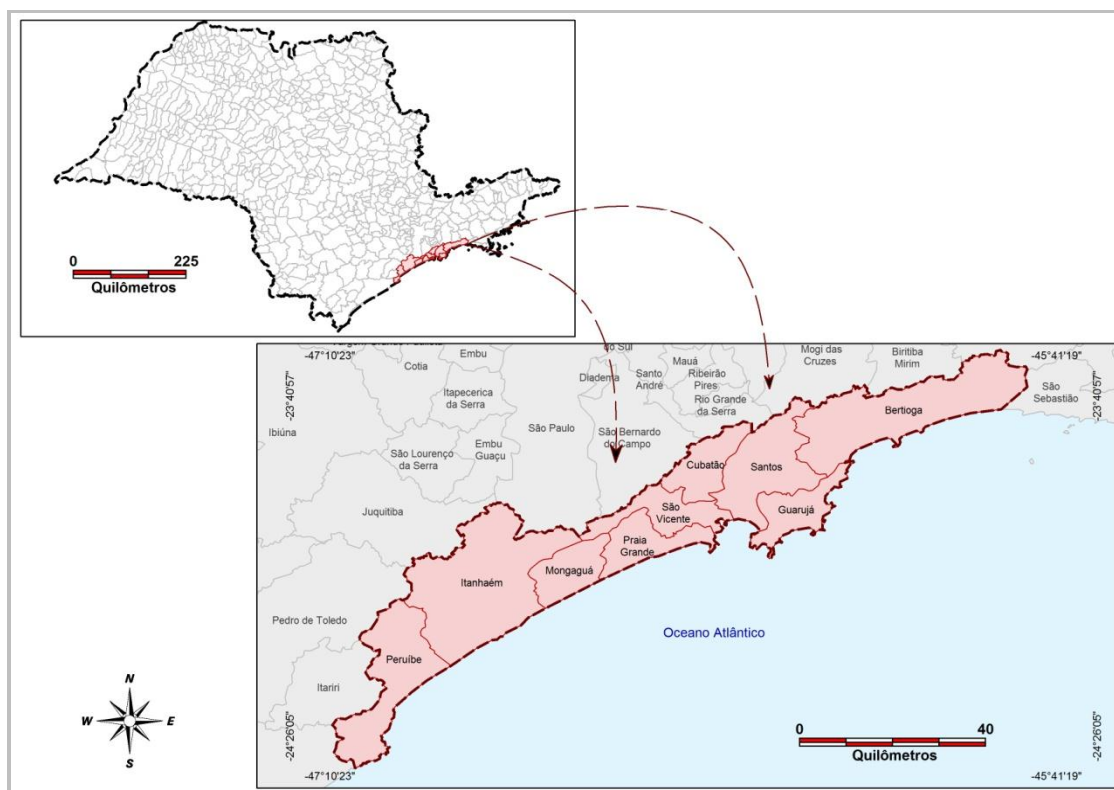 0
225
Quilômetros
-47°10'23"
Cotia
Embu
do Sul
Mauá
Mogi das
Cruzes
Biritiba
Mirim
-45°41'19"
-23°40'57"
Diadema
Santo
André
Ribeirão
Pires
Rio Grande
da Serra
São
Sebastião
-23°40'57"
Itapecerica
da Serra
Bertioga
Ibiúna
São Paulo
São Bernardo
do Campo
São Lourenço
da Serra
Embu
Guaçu
Cubatão
Santos
Juquitiba
São
Vicente
Guarujá
Praia
Grande
Mongaguá
Itanhaém
Pedro de Toledo
Oceano Atlântico
Peruíbe
Itariri
N
W
E
S
0
40
Quilômetros
-24°26'05"
-24°26'05"
-47°10'23"
-45°41'19"